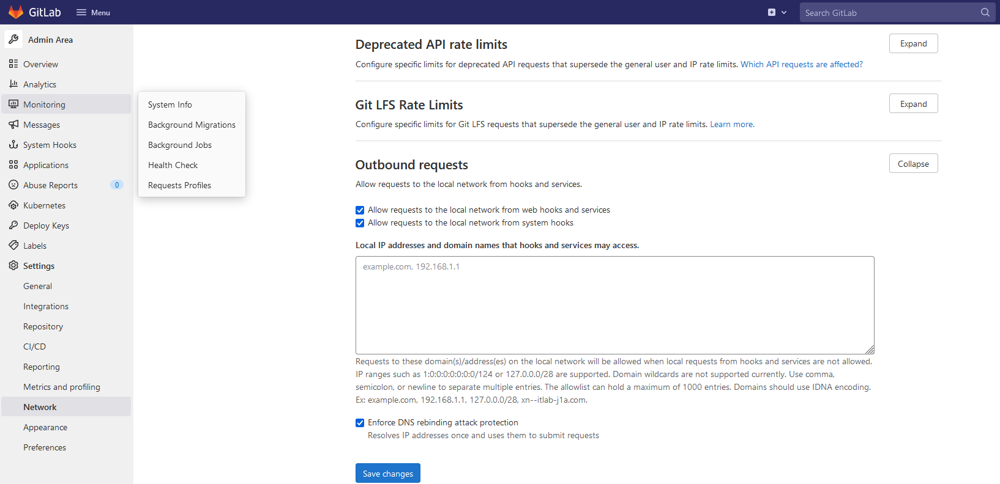 GitLab
Menu
Search GitLab
Admin Area
Overview
Analytics
Monitoring
Messages
System Hooks
Applications
Abuse Reports 0
Kubernetes
Deploy Keys
Labels
Settings
General
Integrations
Repository
CI/CD
Reporting
Metrics and profiling
Network
Appearance
Preferences
System Info
Background Migrations
Background Jobs
Health Check
Requests Profiles
Deprecated API rate limits
Expand
Configure specific limits for deprecated API requests that supersede the general user and IP rate limits. Which API requests are affected?
Git LFS Rate Limits
Expand
Configure specific limits for Git LFS requests that supersede the general user and IP rate limits. Learn more.
Outbound requests
Collapse
Allow requests to the local network from hooks and services.
Allow requests to the local network from web hooks and services
Allow requests to the local network from system hooks
Local IP addresses and domain names that hooks and services may access.
example.com, 192.168.1.1
Requests to these domain(s)/address(es) on the local network will be allowed when local requests from hooks and services are not allowed.
IP ranges such as 1:0:0:0:0:0:0:0/124 or 127.0.0.0/28 are supported. Domain wildcards are not supported currently. Use comma,
semicolon, or newline to separate multiple entries. The allowlist can hold a maximum of 1000 entries. Domains should use IDNA encoding.
Ex: example.com, 192.168.1.1, 127.0.0.0/28, xn--itlab-j1a.com.
Enforce DNS rebinding attack protection
Resolves IP addresses once and uses them to submit requests
Save changes